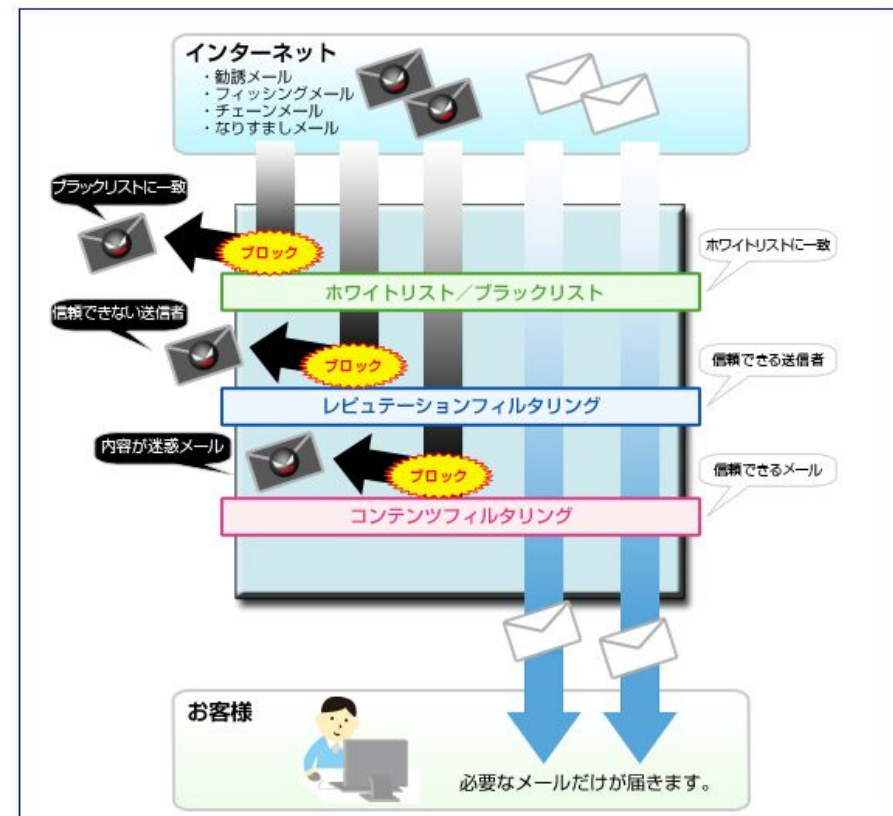 インターネット
・勧誘メール
・フィッシングメール
・チェーンメール
・なりすましメール
ブラックリストに一致
ブロック
ホワイトリストに一致
ホワイトリスト／ブラックリスト
信頼できない送信者
ブロック
信頼できる送信者
レピュテーションフィルタリング
内容が迷惑メール
ブロック
信頼できるメール
コンテンツフィルタリング
お客様
必要なメールだけが届きます。